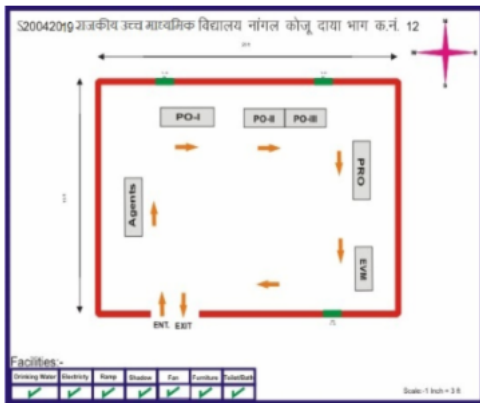 S20042019 राजकीय उच्च माध्यमिक विद्यालय नांगल कोजू दाया भाग क.नं. 12
PO-I
PO-II PO-III
PRO
Agents
EVM
ENT. EXIT
Facilities:-
Drinking Water Electricity Ramp Shadow Fan Furniture Toilet/Bath
Scale:-1 Inch = 3 ft